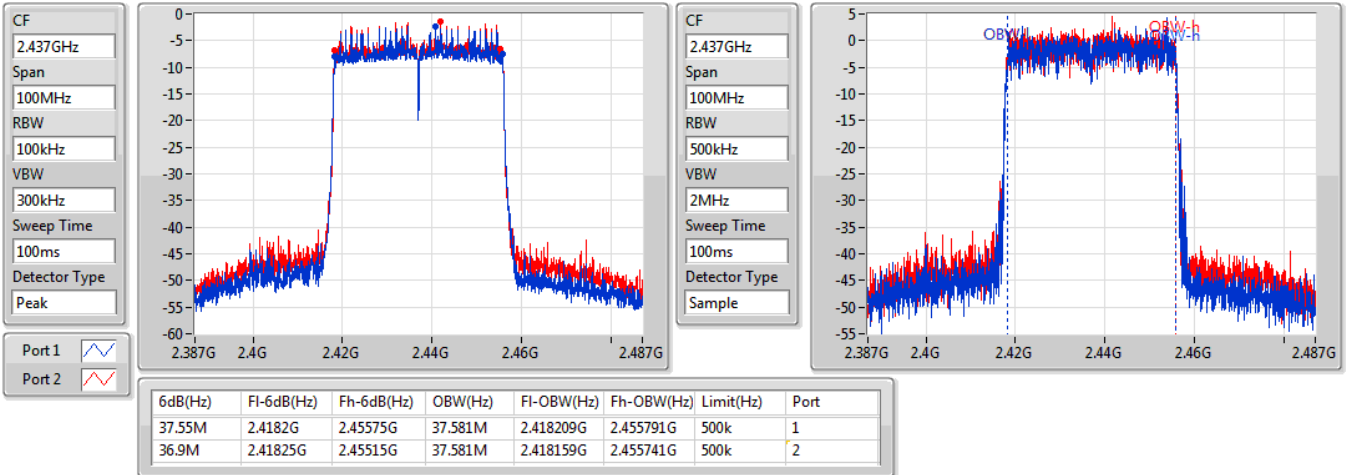 CF
2.437GHz
Span
100MHz
RBW
100kHz
VBW
300kHz
Sweep Time
100ms
Detector Type
Peak
0
-5
-10
-15
-20
-25
-30
-35
-40
-45
-50
-55
-60
2.387G 2.4G 2.42G 2.44G 2.46G 2.487G
CF
2.437GHz
Span
100MHz
RBW
500kHz
VBW
2MHz
Sweep Time
100ms
Detector Type
Sample
5
0
-5
-10
-15
-20
-25
-30
-35
-40
-45
-50
-55
OBW-h
OBW-h
2.387G 2.4G 2.42G 2.44G 2.46G 2.487G
Port 1
Port 2
6dB(Hz) Fl-6dB(Hz) Fh-6dB(Hz) OBW(Hz) Fl-OBW(Hz) Fh-OBW(Hz) Limit(Hz) Port
37.55M 2.4182G 2.45575G 37.581M 2.418209G 2.455791G 500k 1
36.9M 2.41825G 2.45515G 37.581M 2.418159G 2.455741G 500k 2